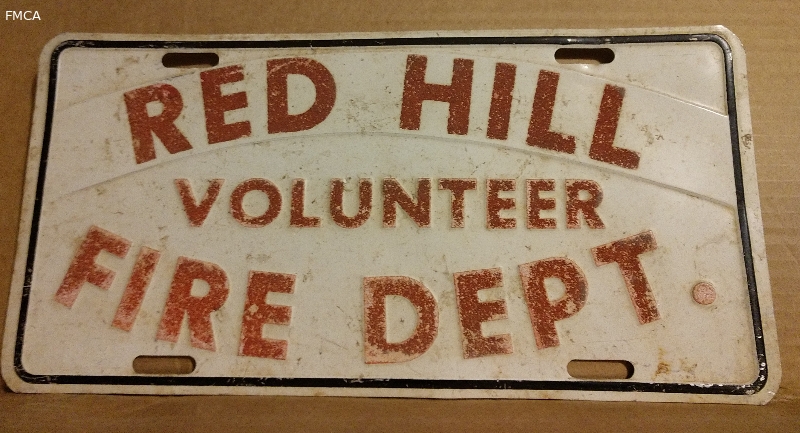 FMCA
RED HILL
VOLUNTEER
FIRE DEPT.